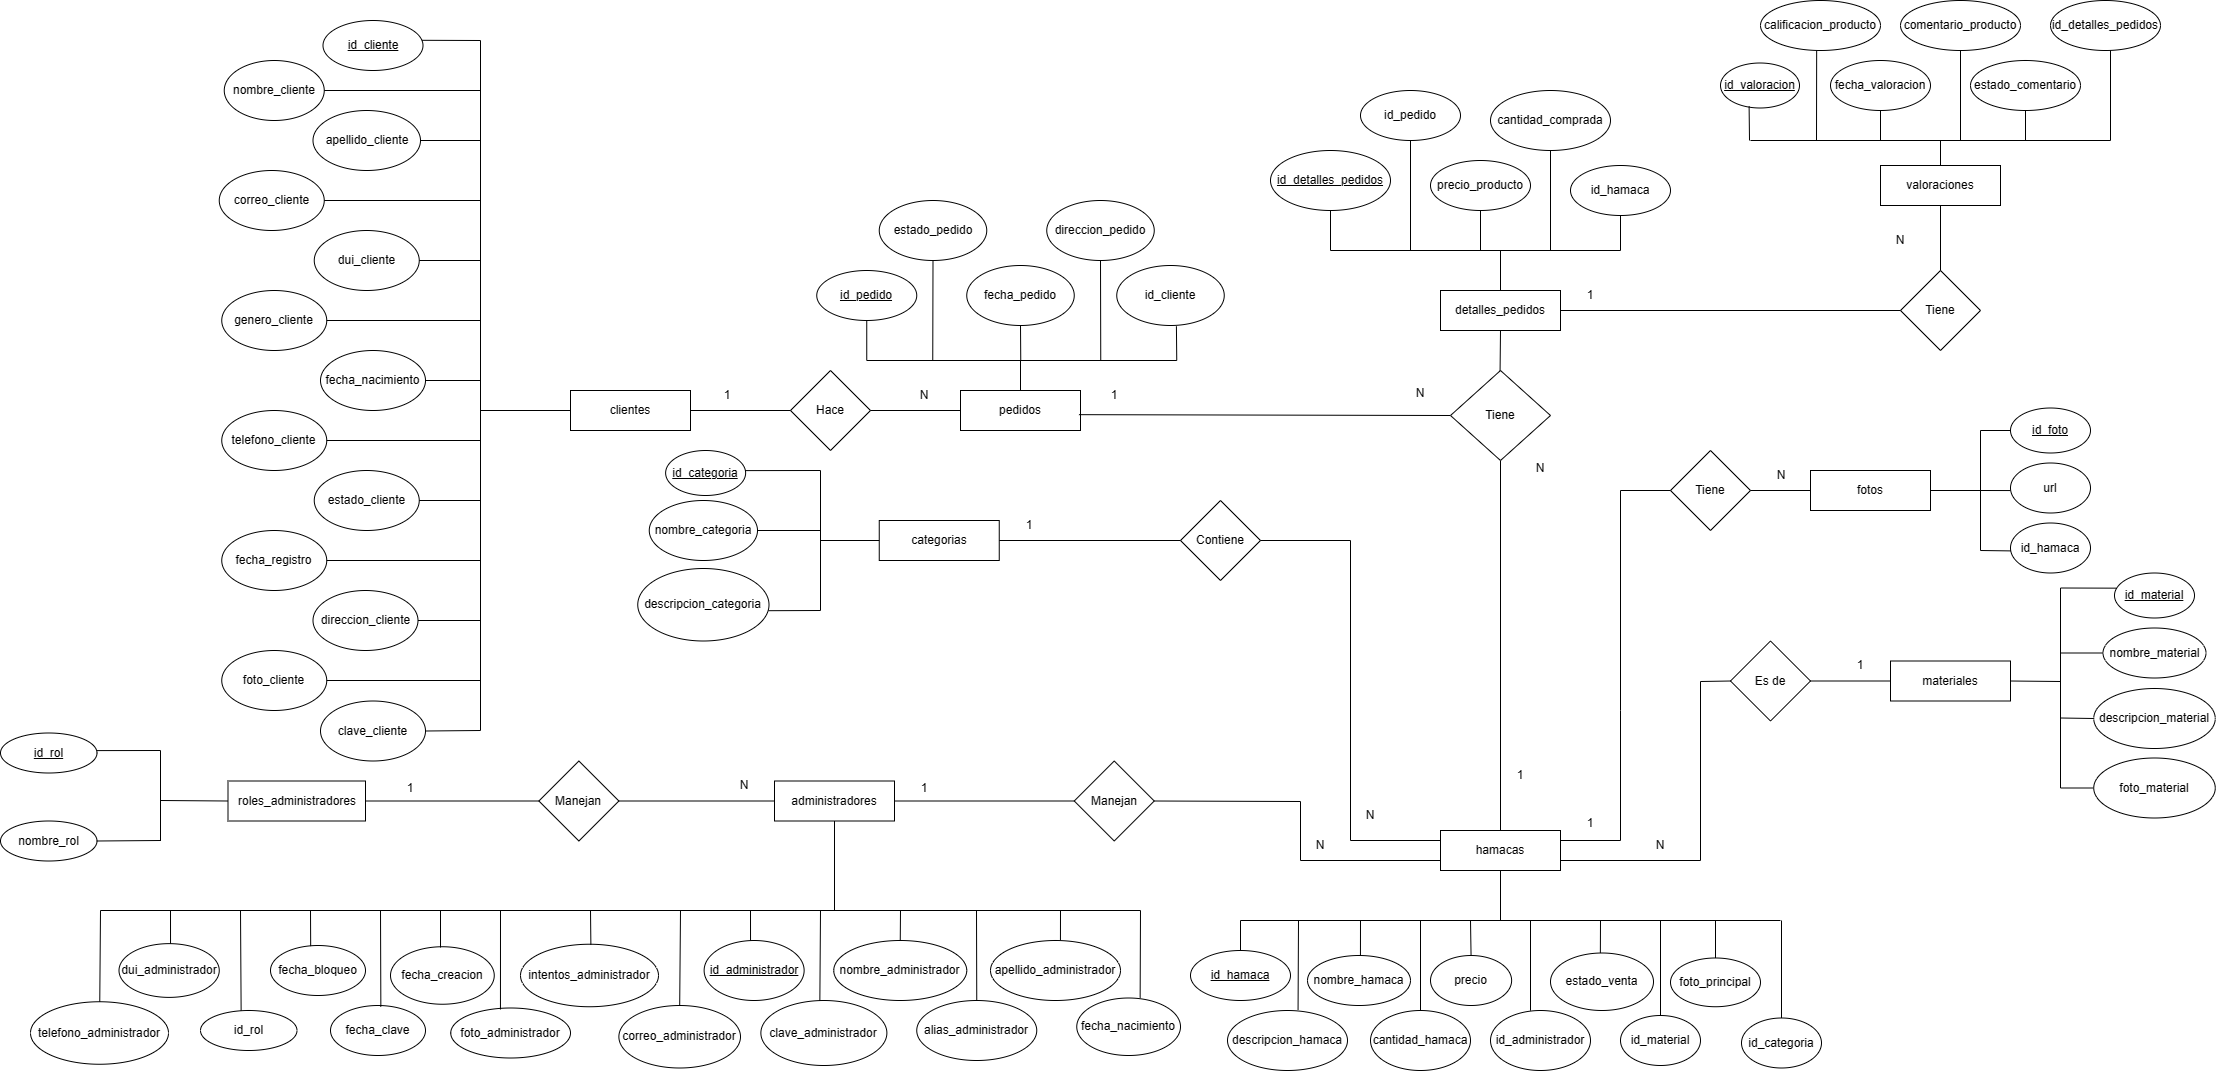 id_cliente
nombre_cliente
apellido_cliente
correo_cliente
dui_cliente
genero_cliente
fecha_nacimiento
telefono_cliente
estado_cliente
fecha_registro
direccion_cliente
foto_cliente
clave_cliente
clientes
1
Hace
N
estado_pedido
direccion_pedido
id_pedido
fecha_pedido
id_cliente
pedidos
1
N
id_pedido
cantidad_comprada
id_detalles_pedidos
precio_producto
id_hamaca
detalles_pedidos
1
Tiene
N
calificacion_producto
comentario_producto
id_detalles_pedidos
id_valoracion
fecha_valoracion
estado_comentario
valoraciones
N
Tiene
id_categoria
nombre_categoria
descripcion_categoria
categorias
1
Contiene
N
Tiene
N
fotos
id_foto
url
id_hamaca
1
1
Es de
1
materiales
id_material
nombre_material
descripcion_material
foto_material
N
id_rol
nombre_rol
roles_administradores
1
Manejan
N
administradores
1
Manejan
N
hamacas
dui_administrador
fecha_bloqueo
fecha_creacion
intentos_administrador
id_administrador
nombre_administrador
apellido_administrador
telefono_administrador
id_rol
fecha_clave
foto_administrador
correo_administrador
clave_administrador
alias_administrador
fecha_nacimiento
id_hamaca
nombre_hamaca
precio
estado_venta
foto_principal
descripcion_hamaca
cantidad_hamaca
id_administrador
id_material
id_categoria